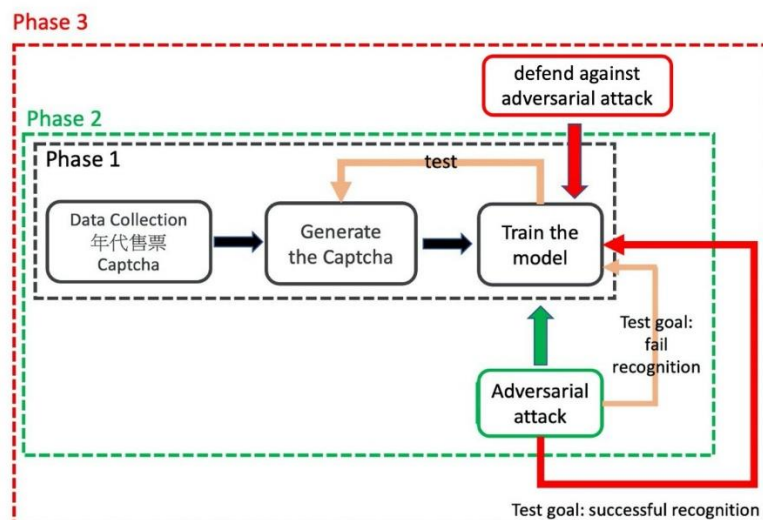 Phase 3
defend against
adversarial attack
Phase 2
Phase 1
test
Data Collection
年代售票
Captcha
Generate
the Captcha
Train the
model
Test goal:
fail
recognition
Adversarial
attack
Test goal: successful recognition